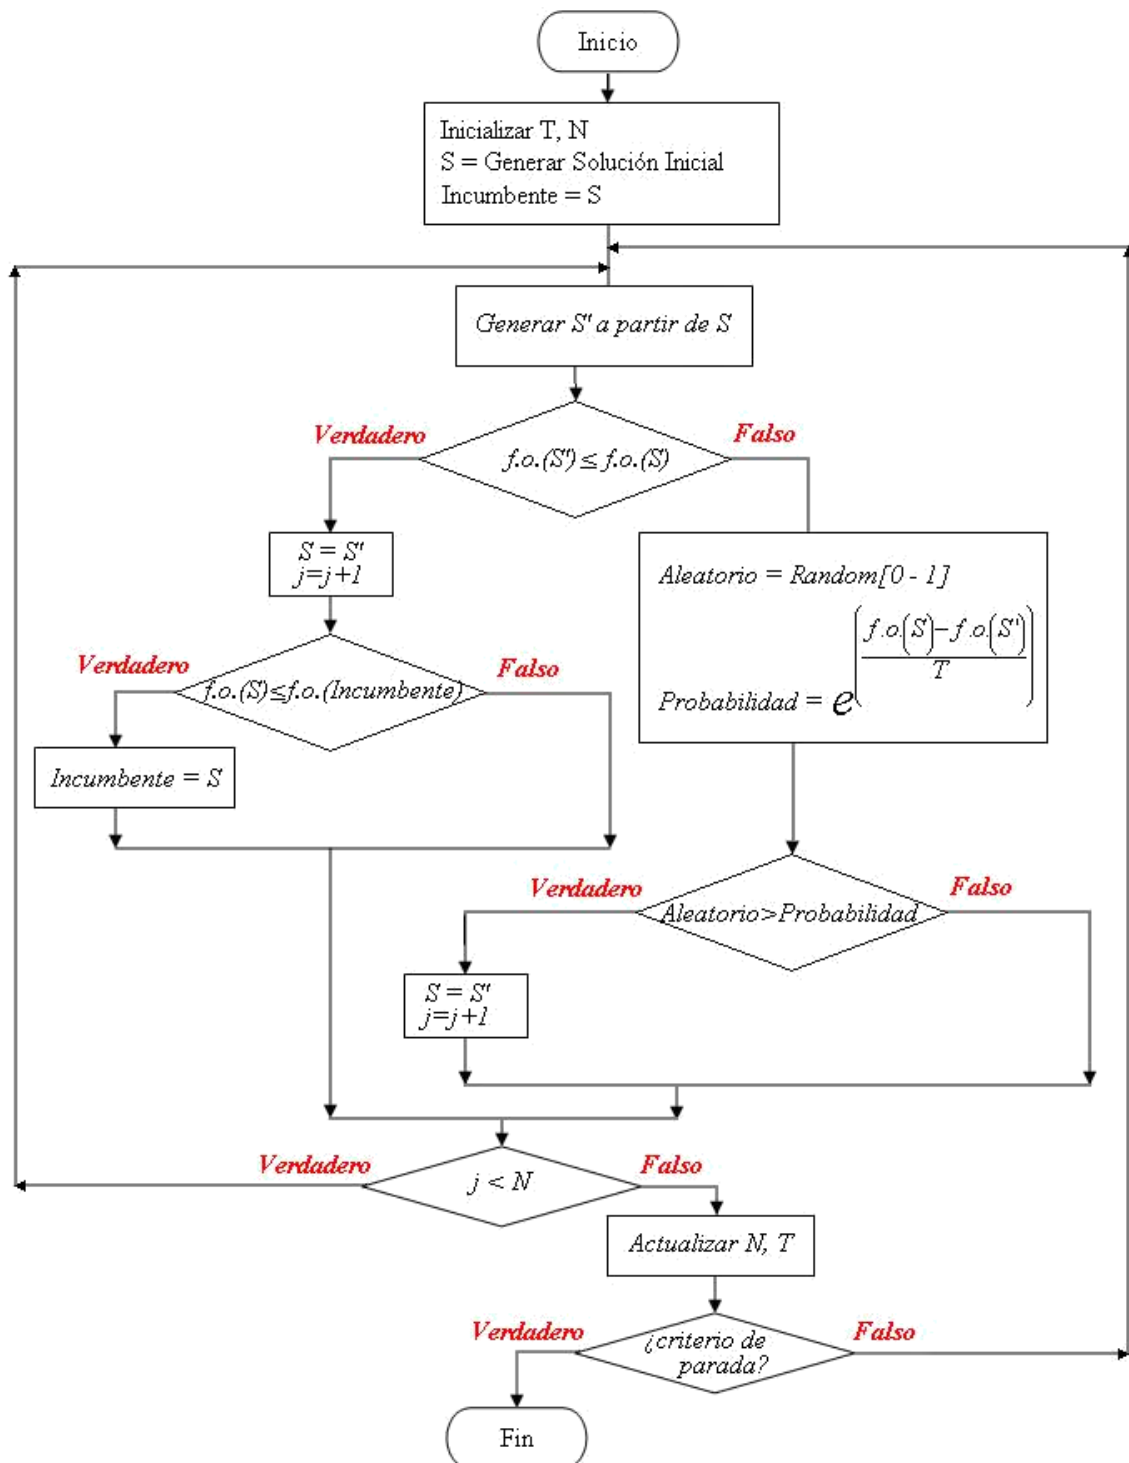 Inicio
Inicializar T, N
S = Generar Solución Inicial
Incumbente = S
Generar S' a partir de S
Verdadero
Falso
f.o.(S') ≤ f.o.(S)
S = S'
j=j+1
Aleatorio = Random[0 - 1]
Probabilidad = e^((f.o.(S)-f.o.(S'))/T)
Verdadero
Falso
f.o.(S)≤f.o.(Incumbente)
Incumbente = S
Verdadero
Falso
Aleatorio>Probabilidad
S = S'
j=j+1
Verdadero
Falso
j < N
Actualizar N, T
Verdadero
Falso
¿criterio de
parada?
Fin